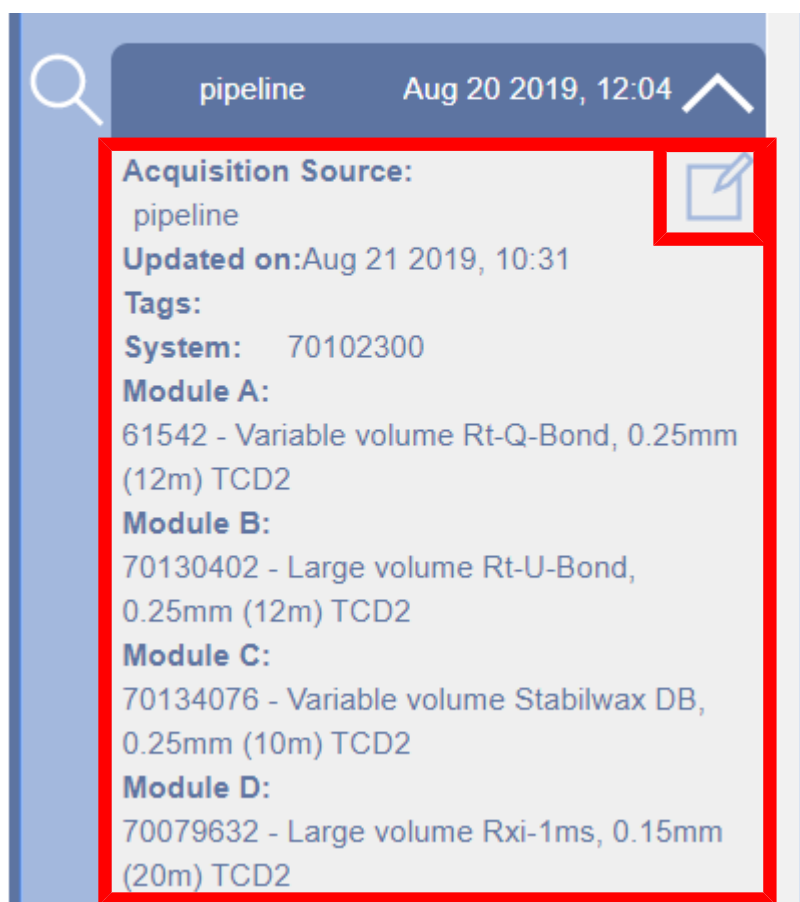 pipeline Aug 20 2019, 12:04
Acquisition Source:
pipeline
Updated on:Aug 21 2019, 10:31
Tags:
System: 70102300
Module A:
61542 - Variable volume Rt-Q-Bond, 0.25mm
(12m) TCD2
Module B:
70130402 - Large volume Rt-U-Bond,
0.25mm (12m) TCD2
Module C:
70134076 - Variable volume Stabilwax DB,
0.25mm (10m) TCD2
Module D:
70079632 - Large volume Rxi-1ms, 0.15mm
(20m) TCD2